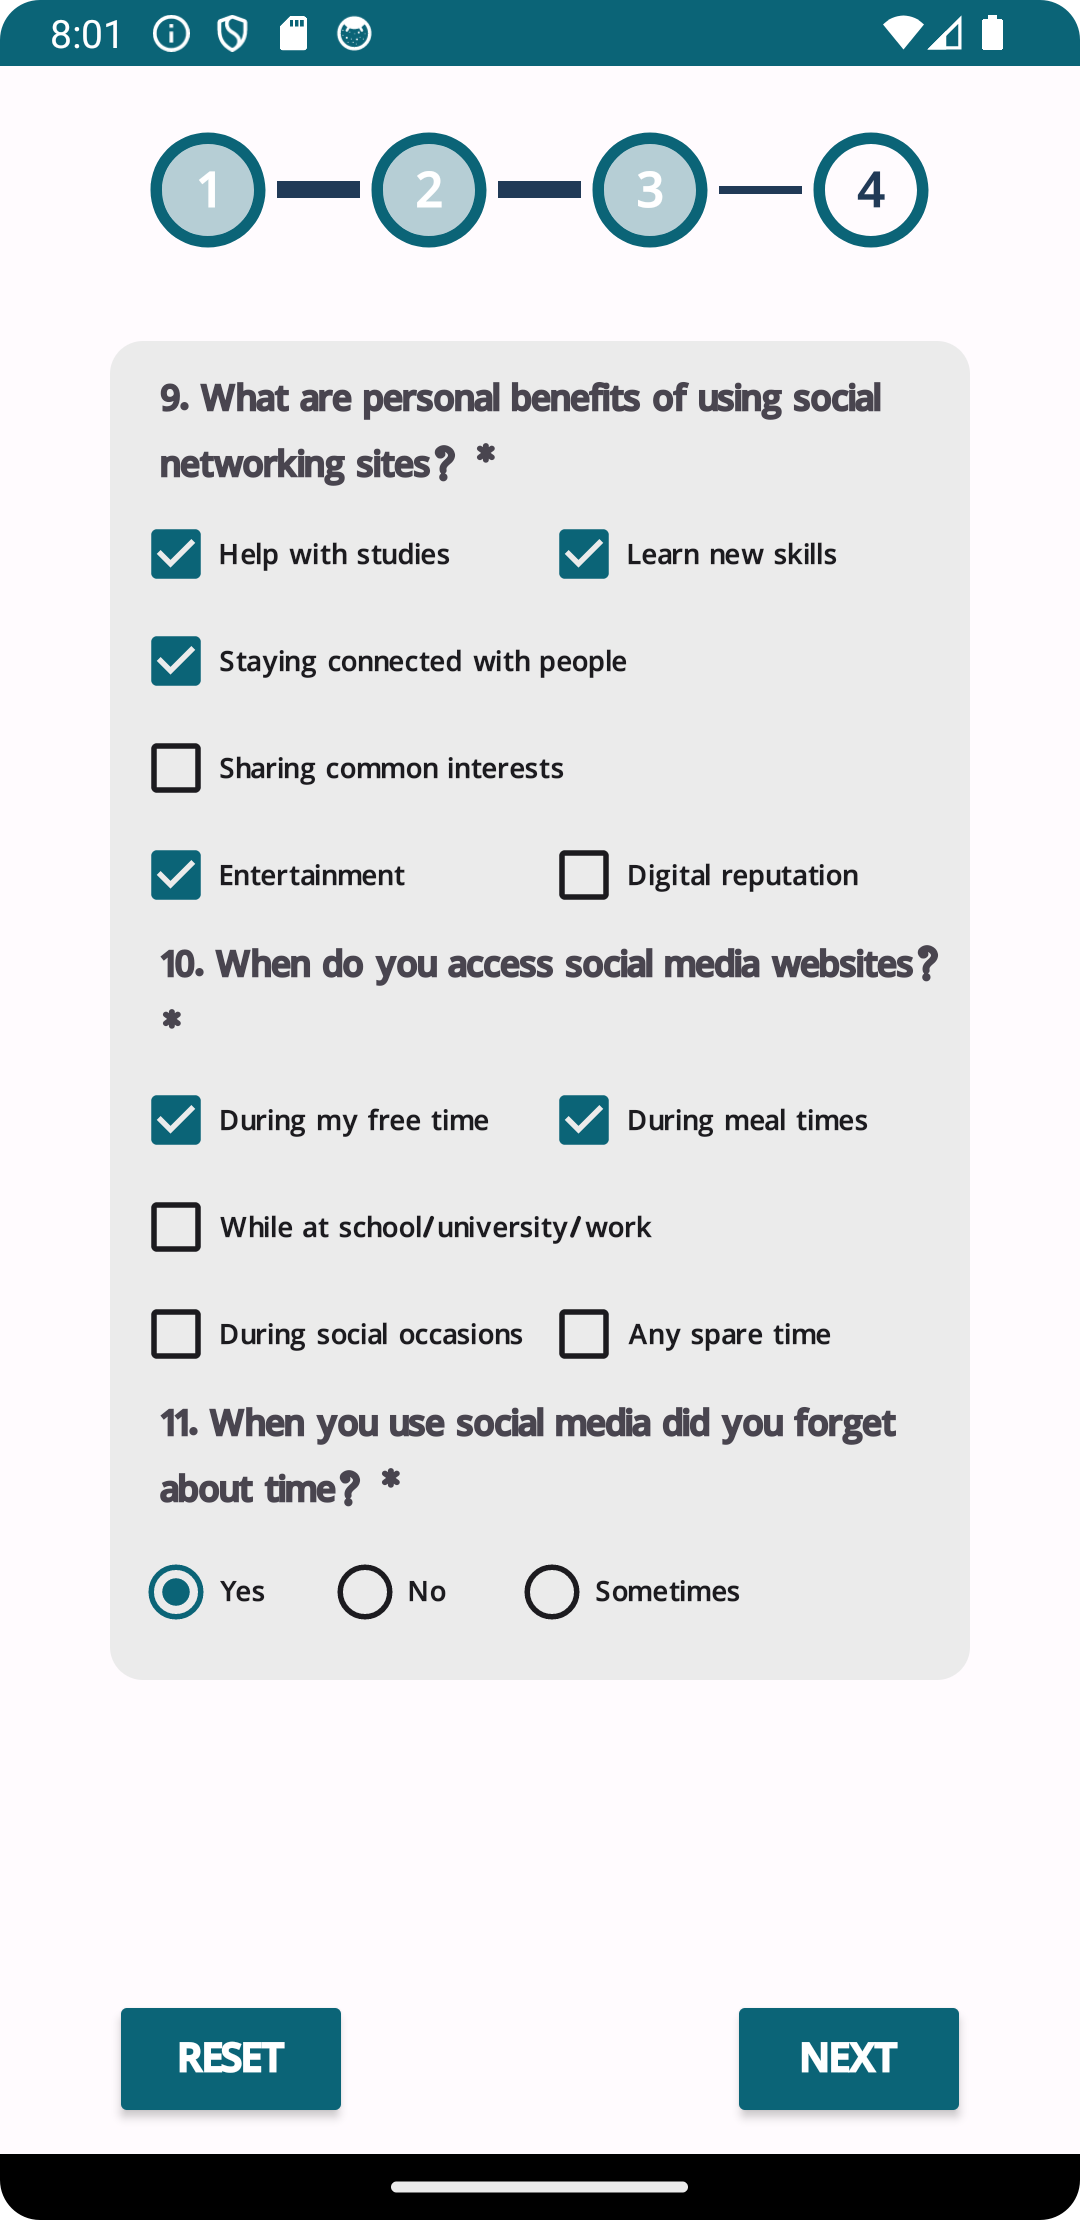 8:01
1 2 3 4
9. What are personal benefits of using social
networking sites? *
Help with studies Learn new skills
Staying connected with people
Sharing common interests
Entertainment Digital reputation
10. When do you access social media websites?
*
During my free time During meal times
While at school/university/work
During social occasions Any spare time
11. When you use social media did you forget
about time? *
Yes No Sometimes
RESET NEXT